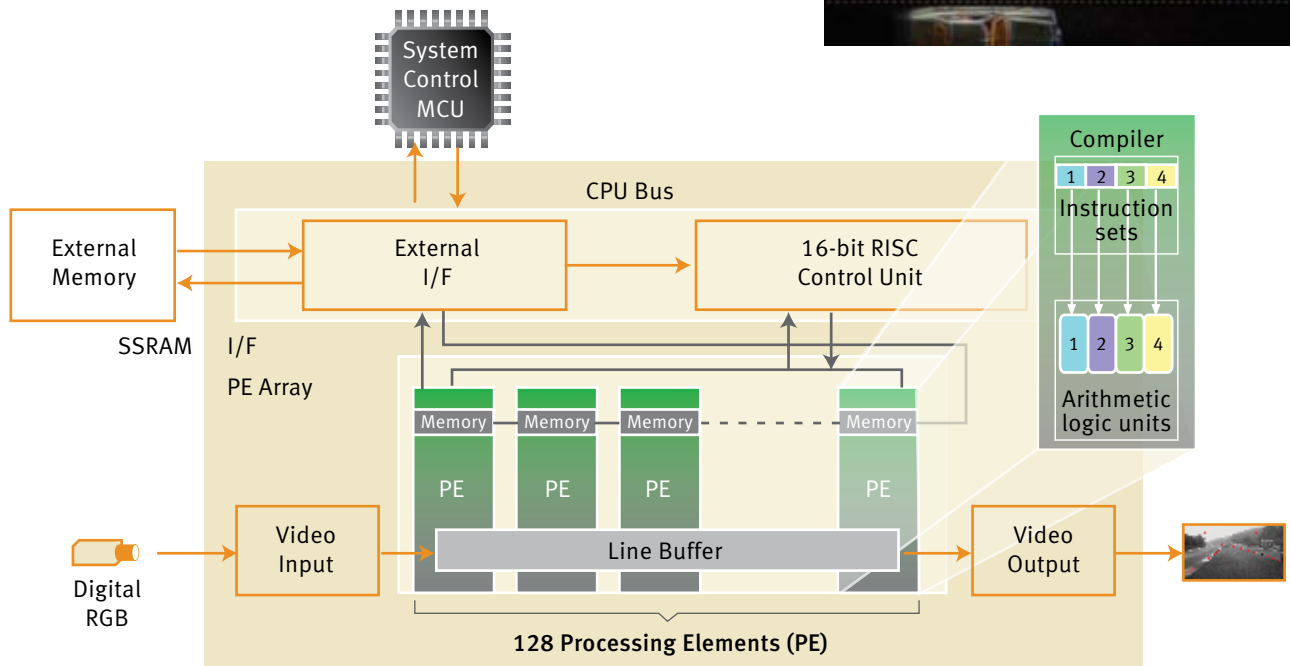 System
Control
MCU
Compiler
1 2 3 4
Instruction
sets
1 2 3 4
Arithmetic
logic units
CPU Bus
External
Memory
External
I/F
16-bit RISC
Control Unit
SSRAM I/F
PE Array
Memory Memory Memory Memory
PE PE PE PE
Video
Input
Line Buffer
Video
Output
Digital
RGB
128 Processing Elements (PE)